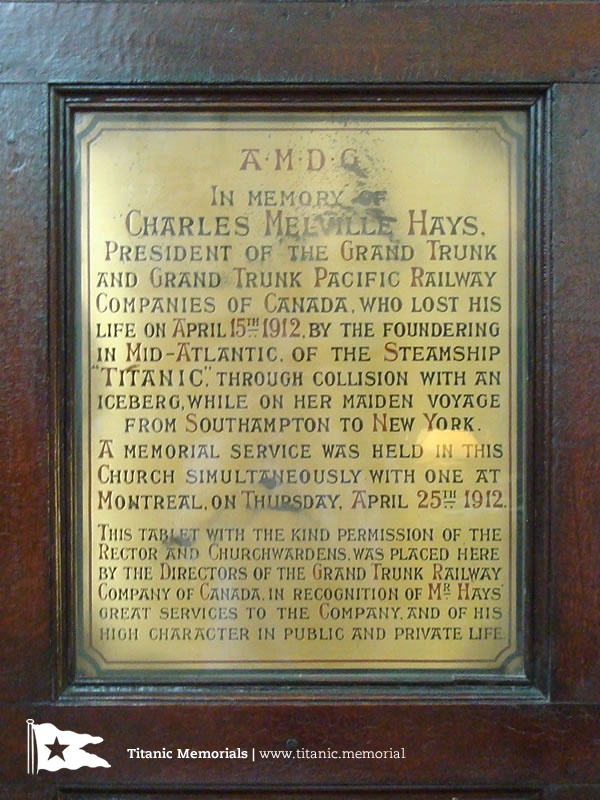 A·M·D·G
IN MEMORY OF
CHARLES MELVILLE HAYS,
PRESIDENT OF THE GRAND TRUNK
AND GRAND TRUNK PACIFIC RAILWAY
COMPANIES OF CANADA, WHO LOST HIS
LIFE ON APRIL 15TH 1912, BY THE FOUNDERING
IN MID-ATLANTIC, OF THE STEAMSHIP
"TITANIC", THROUGH COLLISION WITH AN
ICEBERG, WHILE ON HER MAIDEN VOYAGE
FROM SOUTHAMPTON TO NEW YORK.
A MEMORIAL SERVICE WAS HELD IN THIS
CHURCH SIMULTANEOUSLY WITH ONE AT
MONTREAL, ON THURSDAY, APRIL 25TH 1912.
THIS TABLET WITH THE KIND PERMISSION OF THE
RECTOR AND CHURCHWARDENS, WAS PLACED HERE
BY THE DIRECTORS OF THE GRAND TRUNK RAILWAY
COMPANY OF CANADA, IN RECOGNITION OF MR HAYS'
GREAT SERVICES TO THE COMPANY, AND OF HIS
HIGH CHARACTER IN PUBLIC AND PRIVATE LIFE.
Titanic Memorials | www.titanic.memorial